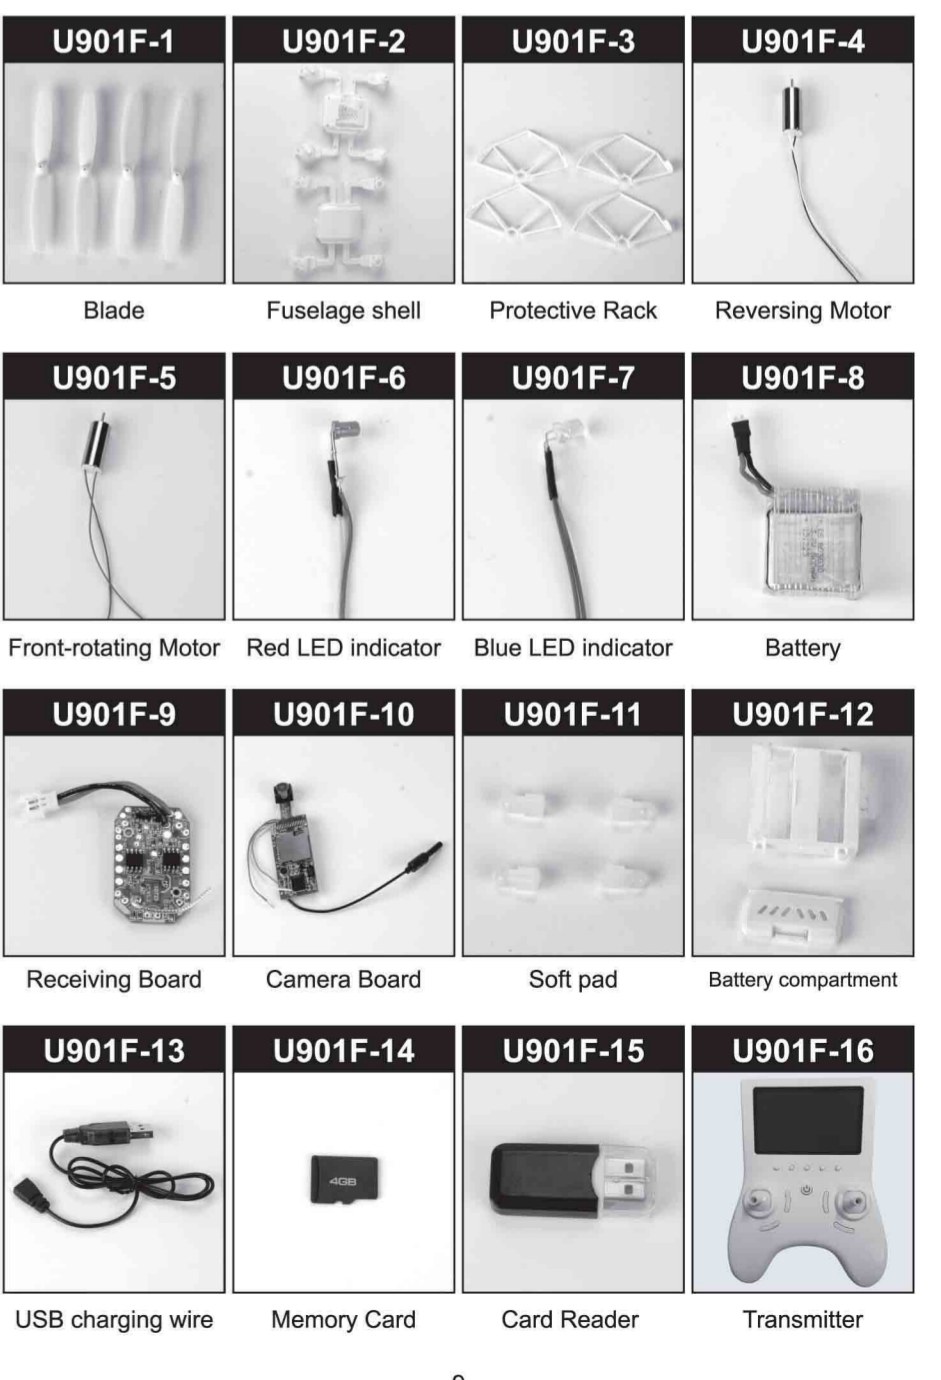 U901F-1 U901F-2 U901F-3 U901F-4
Blade Fuselage shell Protective Rack Reversing Motor
U901F-5 U901F-6 U901F-7 U901F-8
Front-rotating Motor Red LED indicator Blue LED indicator Battery
U901F-9 U901F-10 U901F-11 U901F-12
Receiving Board Camera Board Soft pad Battery compartment
U901F-13 U901F-14 U901F-15 U901F-16
4GB
USB charging wire Memory Card Card Reader Transmitter